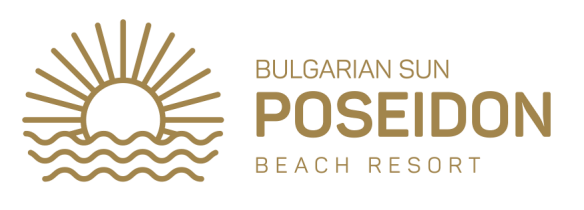 BULGARIAN SUN
POSEIDON
BEACH RESORT